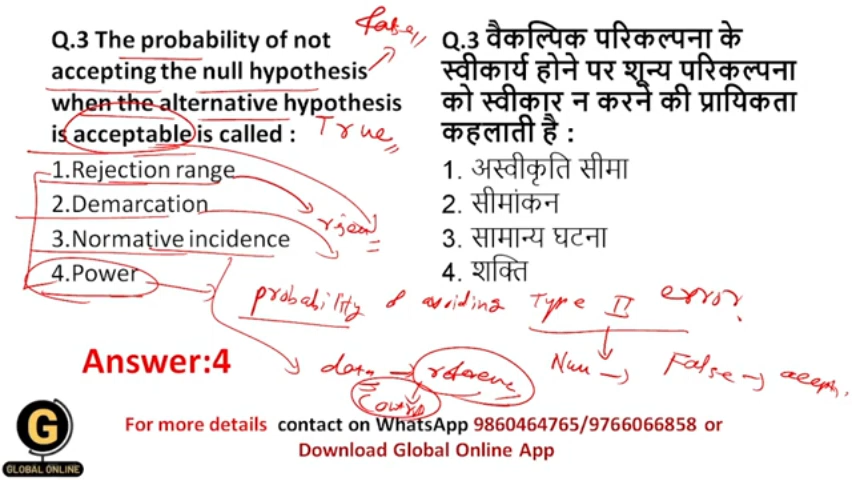 Q.3 The probability of not
accepting the null hypothesis
when the alternative hypothesis
is acceptable is called :
1.Rejection range
2.Demarcation
3.Normative incidence
4.Power
False
True
Q.3 वैकल्पिक परिकल्पना के
स्वीकार्य होने पर शून्य परिकल्पना
को स्वीकार न करने की प्रायिकता
कहलाती है :
1. अस्वीकृति सीमा
2. सीमांकन
3. सामान्य घटना
4. शक्ति
probability of avoiding Type II error.
Answer:4
data
Null
False
G
GLOBAL ONLINE
For more details contact on WhatsApp 9860464765/9766066858 or
Download Global Online App